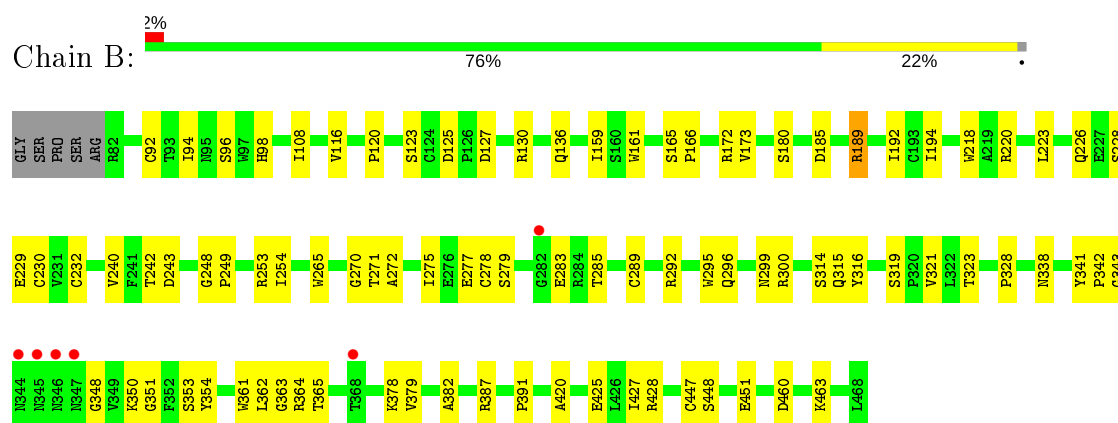 2%
Chain B:
76% 22% •
GLY SER PRO SER ARG R82 C92 T93 I94 N95 S96 W97 H98 I108 V116 P120 S123 C124 D125 P126 D127 R130 Q136 I159 S160 W161 S165 P166 R172 V173 S180 D185 R189 I192 C193 I194 W218 A219 R220 L223 Q226 E227 S228
E229 C230 V231 C232 V240 F241 T242 D243 G248 P249 R253 I254 W265 G270 T271 A272 I275 E276 E277 C278 S279 G282 E283 R284 T285 C289 R292 W295 Q296 N299 R300 S314 Q315 Y316 S319 P320 V321 L322 T323 P328 N338 Y341 P342 G343
N344 N345 N346 N347 G348 V349 K350 G351 F352 S353 Y354 W361 L362 G363 R364 T365 T368 K378 V379 A382 R387 P391 A420 E425 L426 I427 R428 C447 S448 E451 D460 K463 L468